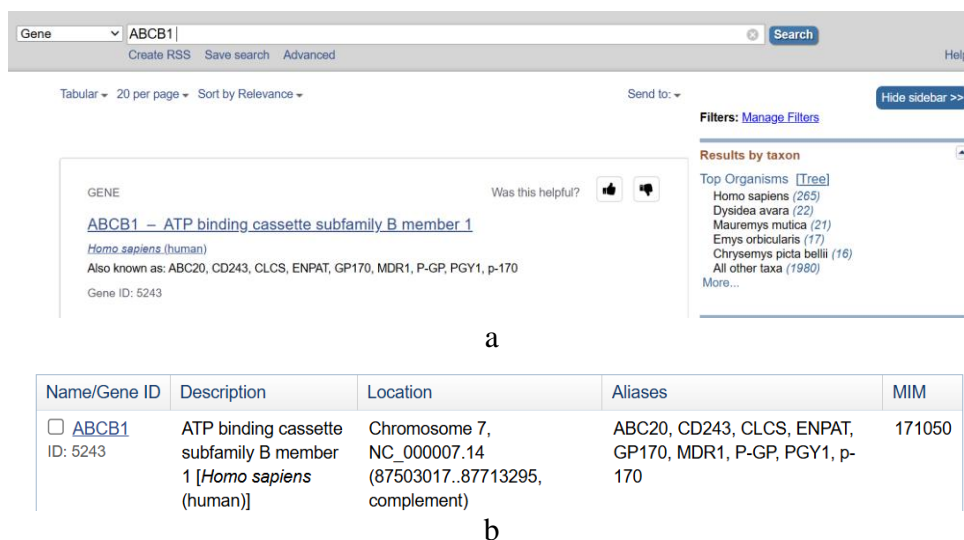 Gene ABCB1 Search
Create RSS Save search Advanced
Tabular 20 per page Sort by Relevance Send to:
Hide sidebar >>
Filters: Manage Filters
Results by taxon
Top Organisms [Tree]
Homo sapiens (265)
Dysidea avara (22)
Mauremys mutica (21)
Emys orbicularis (17)
Chrysemys picta bellii (16)
All other taxa (1980)
More...
GENE Was this helpful?
ABCB1 – ATP binding cassette subfamily B member 1
Homo sapiens (human)
Also known as: ABC20, CD243, CLCS, ENPAT, GP170, MDR1, P-GP, PGY1, p-170
Gene ID: 5243
a
Name/Gene ID Description Location Aliases MIM
ABCB1
ID: 5243
ATP binding cassette
subfamily B member
1 [Homo sapiens
(human)]
Chromosome 7,
NC_000007.14
(87503017..87713295,
complement)
ABC20, CD243, CLCS, ENPAT,
GP170, MDR1, P-GP, PGY1, p-
170
171050
b